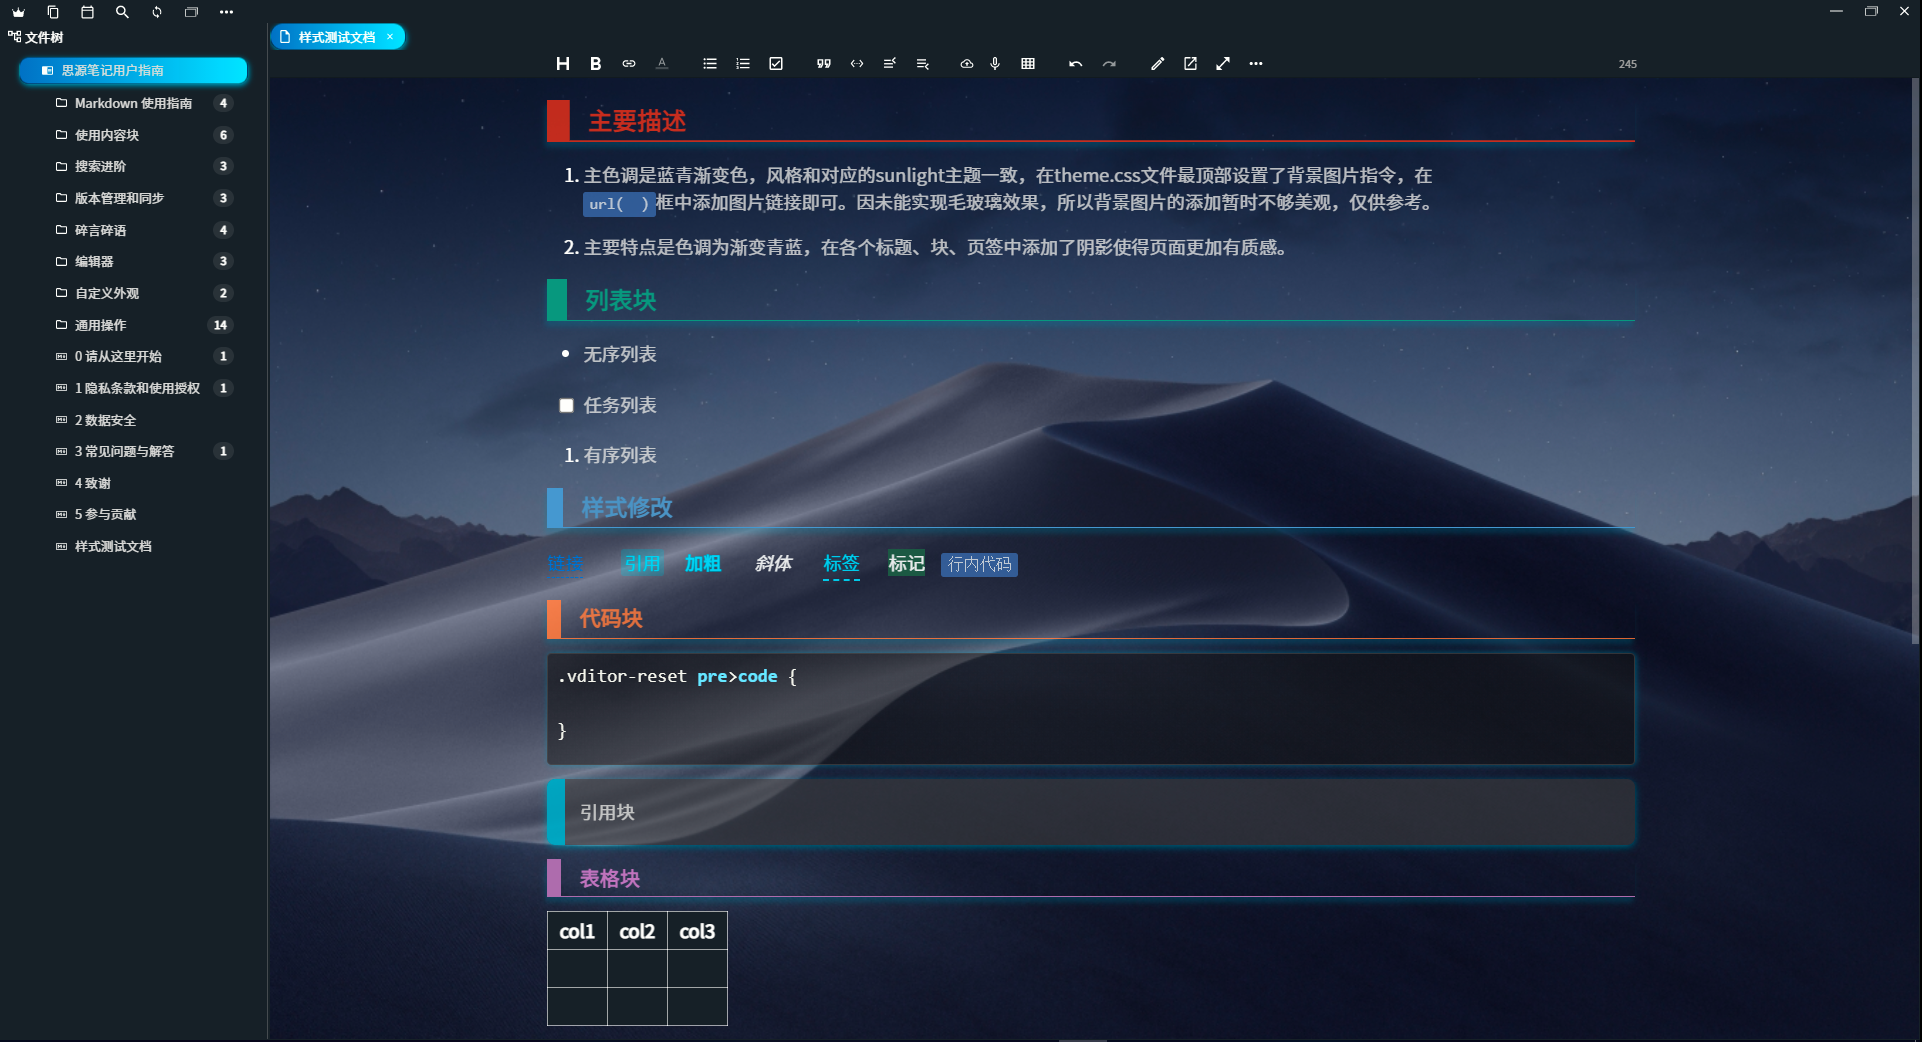 文件树
思源笔记用户指南
Markdown 使用指南 4
使用内容块 6
搜索进阶 3
版本管理和同步 3
碎言碎语 4
编辑器 3
自定义外观 2
通用操作 14
0 请从这里开始 1
1 隐私条款和使用授权 1
2 数据安全
3 常见问题与解答 1
4 致谢
5 参与贡献
样式测试文档
样式测试文档 ×
H B A
245
主要描述
1. 主色调是蓝青渐变色，风格和对应的sunlight主题一致，在theme.css文件最顶部设置了背景图片指令，在
url( )框中添加图片链接即可。因未能实现毛玻璃效果，所以背景图片的添加暂时不够美观，仅供参考。
2. 主要特点是色调为渐变青蓝，在各个标题、块、页签中添加了阴影使得页面更加有质感。
列表块
无序列表
任务列表
1. 有序列表
样式修改
链接 引用 加粗 斜体 标签 标记 行内代码
代码块
.vditor-reset pre>code {
}
引用块
表格块
col1 col2 col3